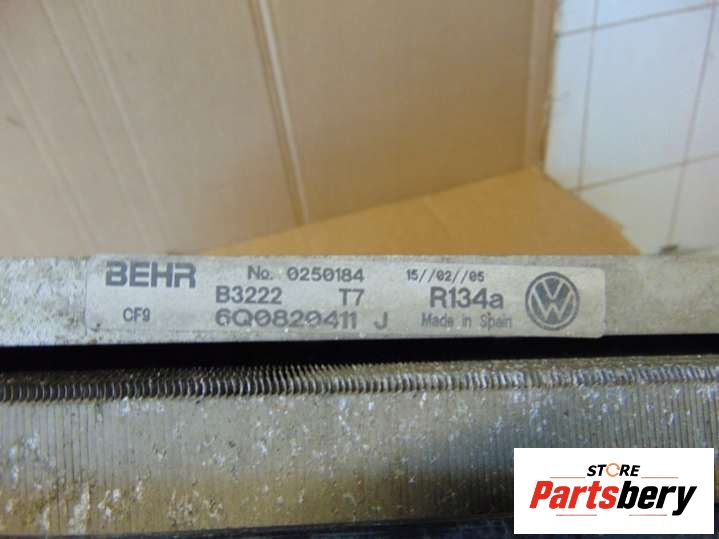 BEHR No. 0250184 15//02//05
B3222 T7 R134a
CF9 6Q0820411 J Made in Spain
STORE
Partsbery